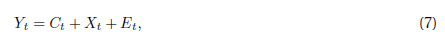 Y_t = C_t + X_t + E_t, (7)